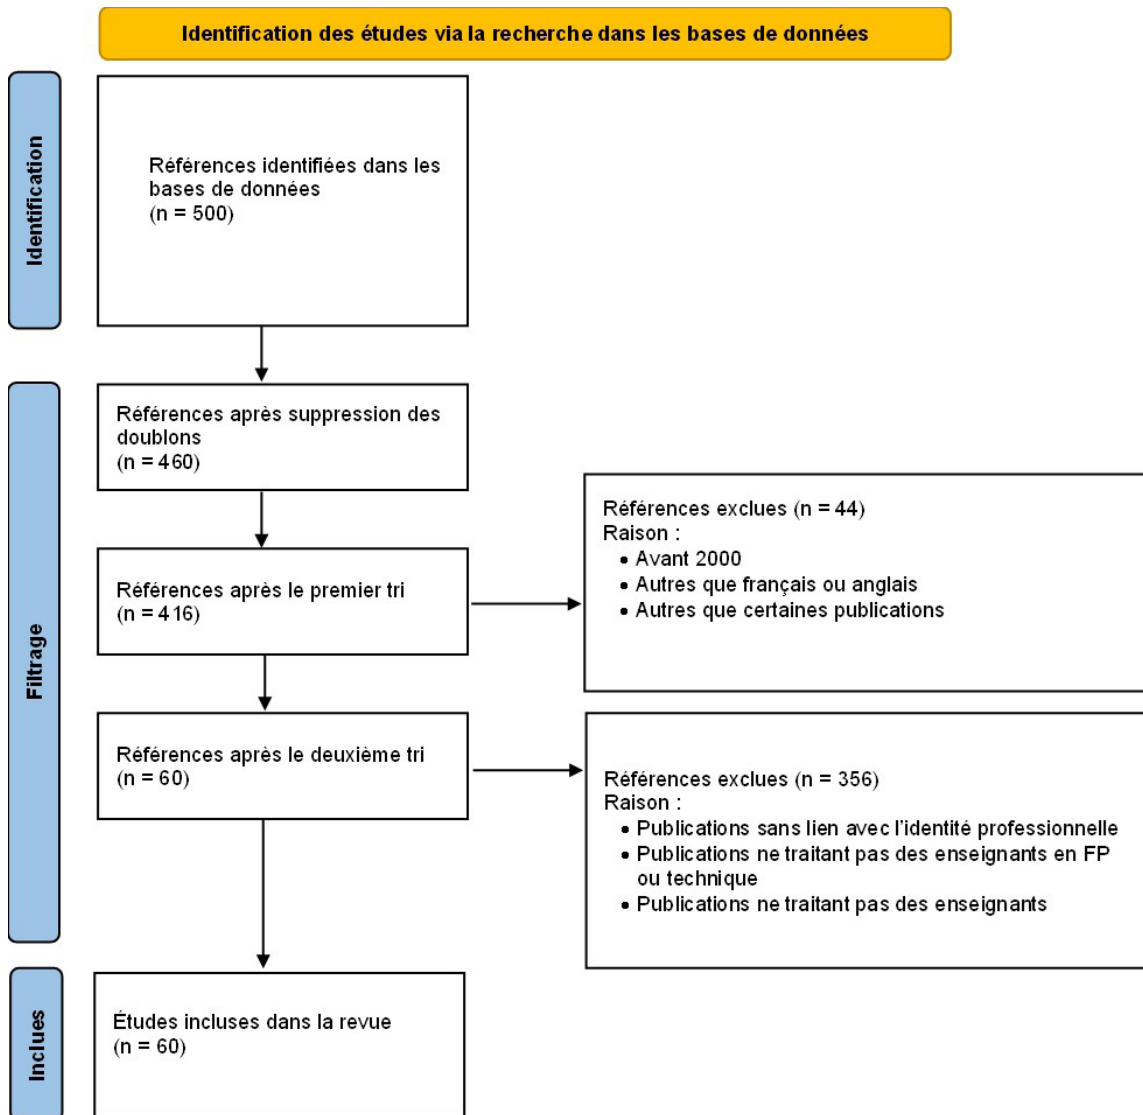 Identification des études via la recherche dans les bases de données
Identification
Références identifiées dans les
bases de données
(n = 500)
Filtrage
Références après suppression des
doublons
(n = 460)
Références après le premier tri
(n = 416)
Références exclues (n = 44)
Raison :
• Avant 2000
• Autres que français ou anglais
• Autres que certaines publications
Références après le deuxième tri
(n = 60)
Références exclues (n = 356)
Raison :
• Publications sans lien avec l'identité professionnelle
• Publications ne traitant pas des enseignants en FP
ou technique
• Publications ne traitant pas des enseignants
Inclues
Études incluses dans la revue
(n = 60)